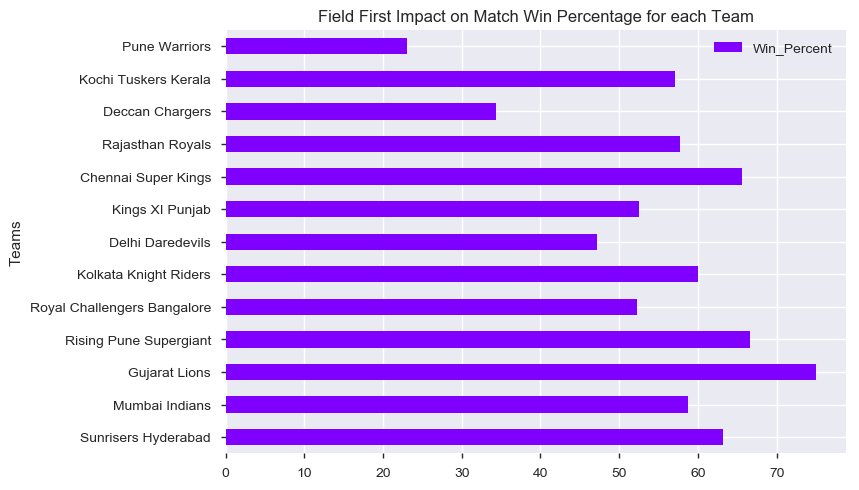 Field First Impact on Match Win Percentage for each Team
Win_Percent
Teams
Pune Warriors
Kochi Tuskers Kerala
Deccan Chargers
Rajasthan Royals
Chennai Super Kings
Kings XI Punjab
Delhi Daredevils
Kolkata Knight Riders
Royal Challengers Bangalore
Rising Pune Supergiant
Gujarat Lions
Mumbai Indians
Sunrisers Hyderabad
0 10 20 30 40 50 60 70